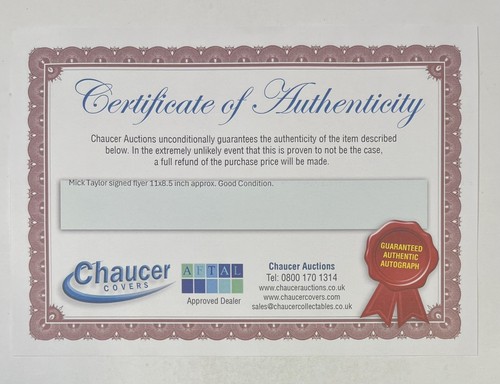 Certificate of Authenticity
Chaucer Auctions unconditionally guarantees the authenticity of the item described
below. In the extremely unlikely event that this is proven to not be the case,
a full refund of the purchase price will be made.
Mick Taylor signed flyer 11x8.5 inch approx. Good Condition.
GUARANTEED
AUTHENTIC
AUTOGRAPH
Chaucer
COVERS
AFTAL
Approved Dealer
Chaucer Auctions
Tel: 0800 170 1314
www.chaucerauctions.co.uk
www.chaucercovers.com
sales@chaucercollectables.co.uk